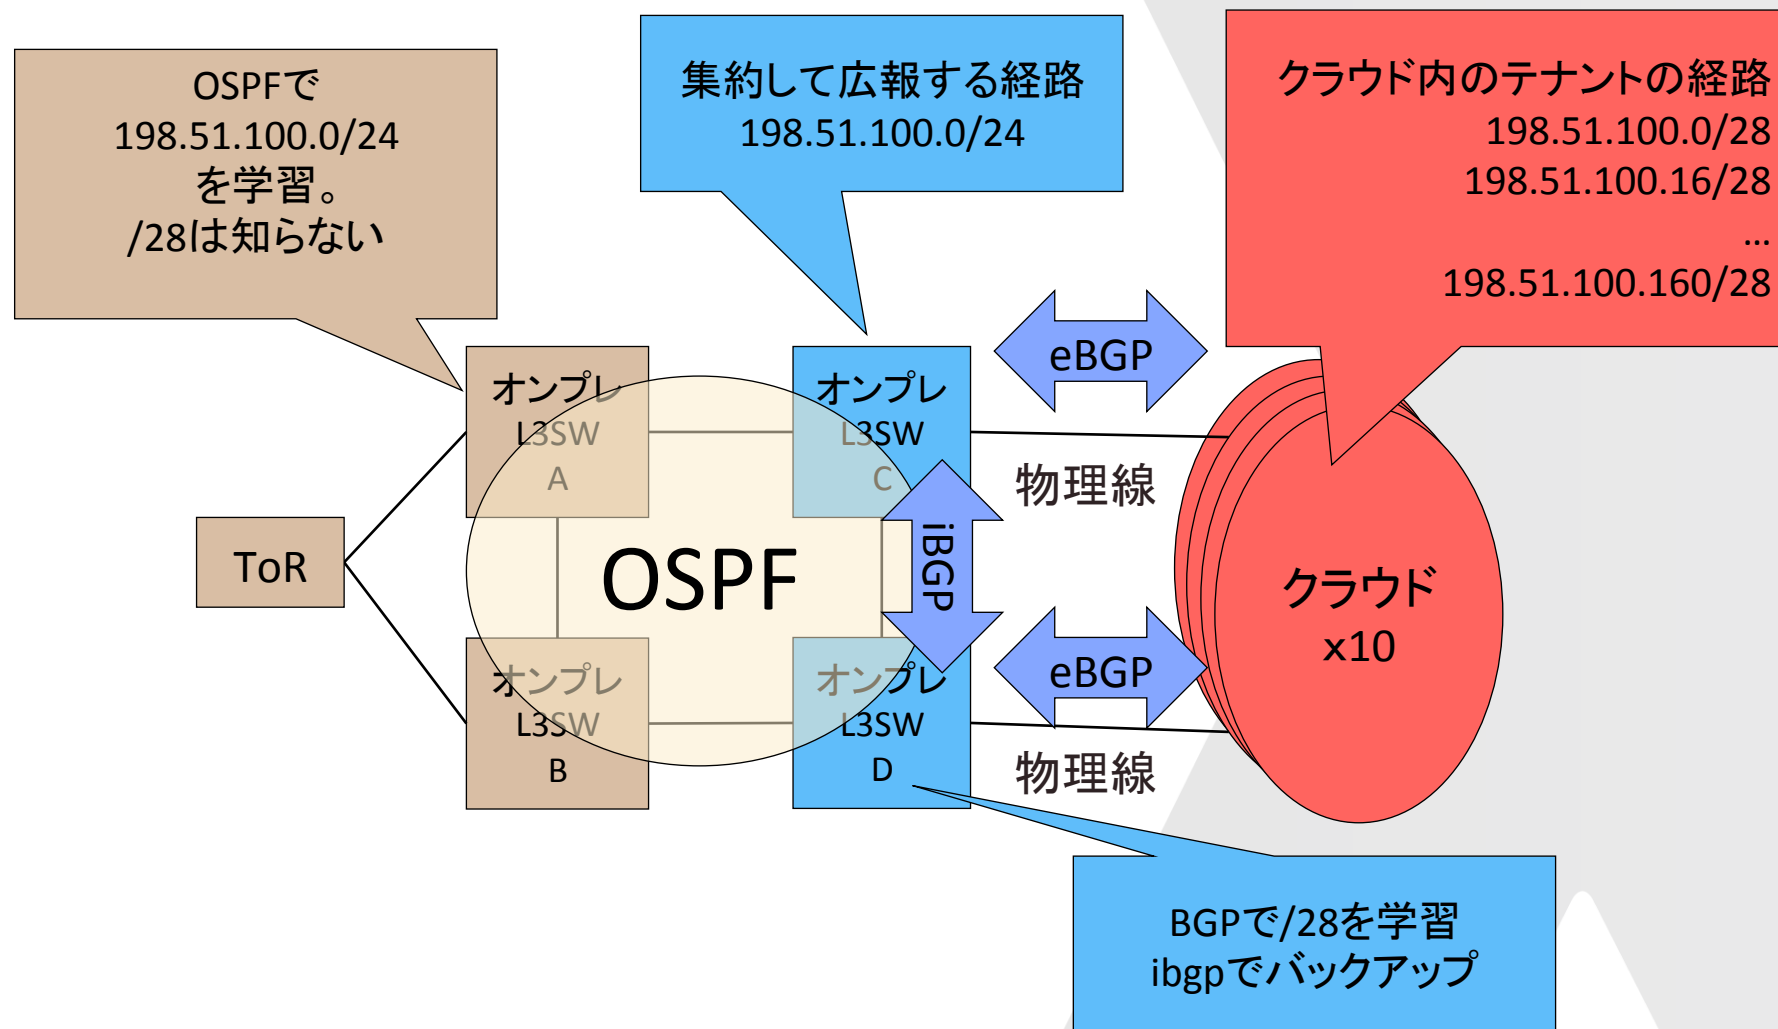 OSPFで
198.51.100.0/24
を学習。
/28は知らない
集約して広報する経路
198.51.100.0/24
クラウド内のテナントの経路
198.51.100.0/28
198.51.100.16/28
…
198.51.100.160/28
eBGP
オンプレ
L3SW
A
オンプレ
L3SW
C
物理線
iBGP
ToR
OSPF
クラウド
x10
オンプレ
L3SW
B
オンプレ
L3SW
D
eBGP
物理線
BGPで/28を学習
ibgpでバックアップ